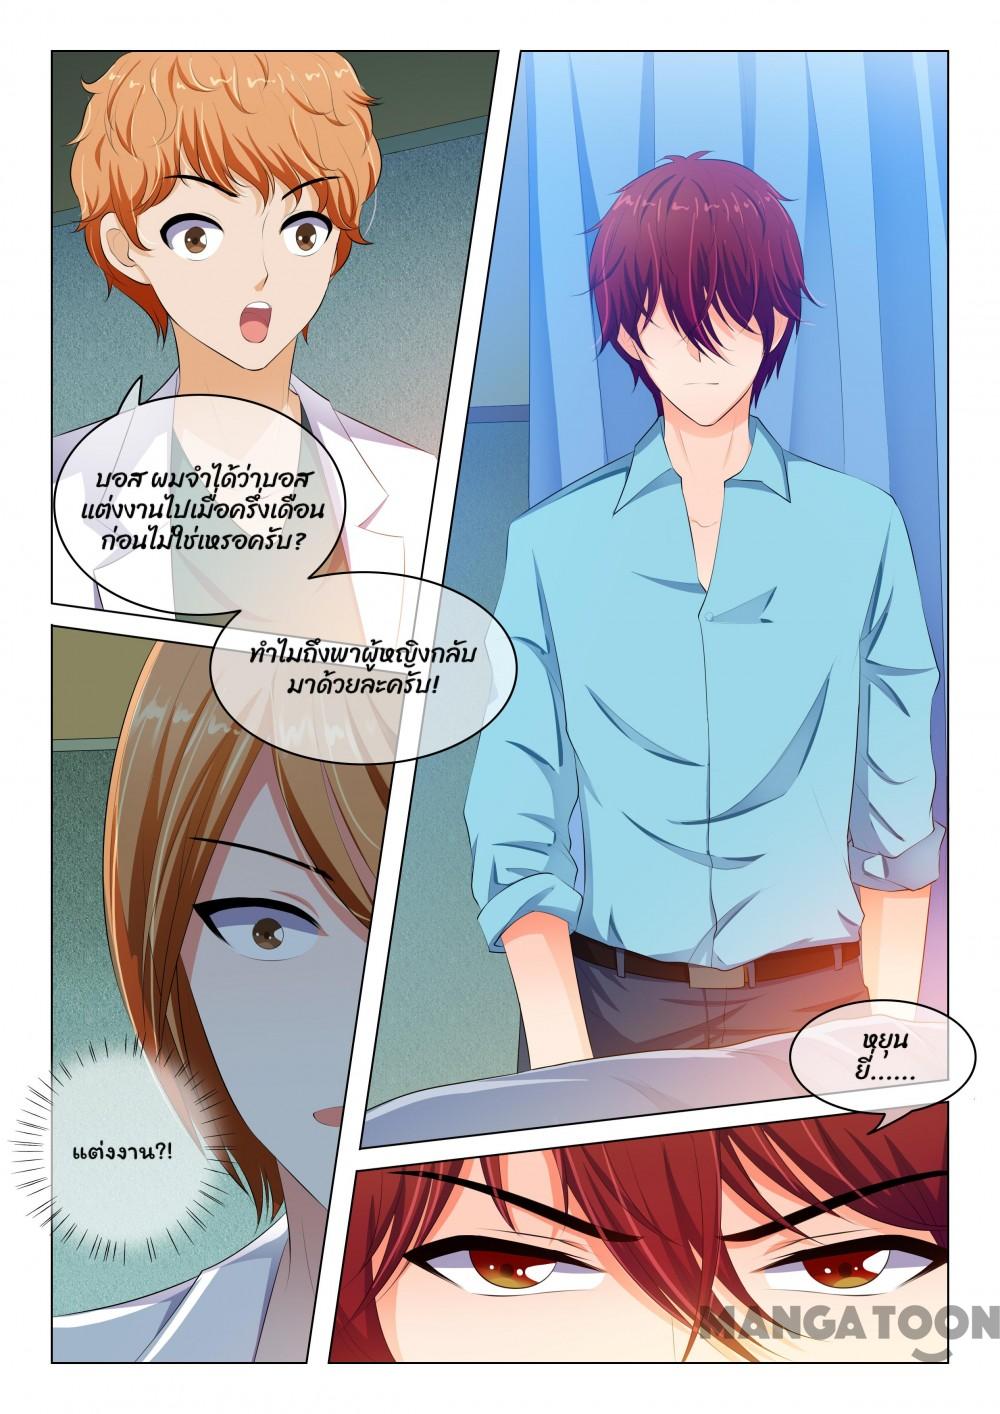 บอส ผมจำได้ว่าบอส
แต่งงานไปเมื่อครึ่งเดือน
ก่อนไม่ใช่เหรอครับ?
ทำไมถึงพาผู้หญิงกลับ
มาด้วยละครับ!
หยุน
ยี่......
แต่งงาน?!
MANGATOON